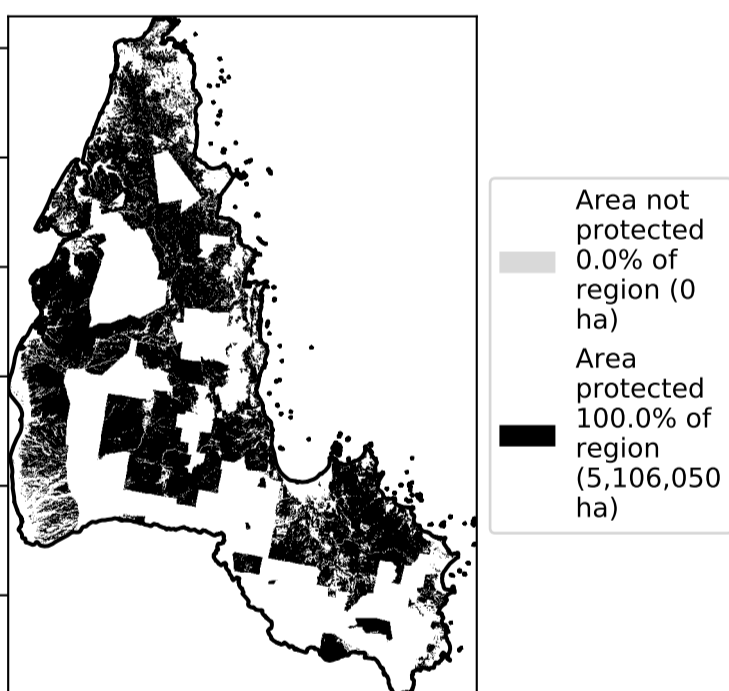 Area not
protected
0.0% of
region (0
ha)
Area
protected
100.0% of
region
(5,106,050
ha)